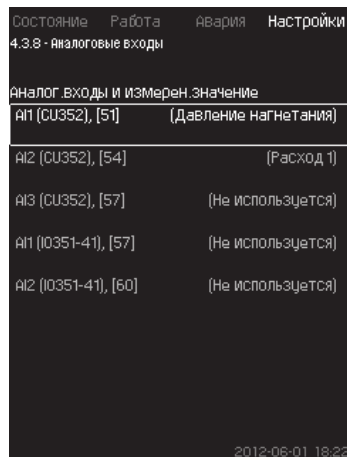 Состояние Работа Авария Настройки
4.3.8 - Аналоговые входы
Аналог.входы и измерен.значение
AI1 (CU352), [51] (Давление нагнетания)
AI2 (CU352), [54] (Расход 1)
AI3 (CU352), [57] (Не используется)
AI1 (IO351-41), [57] (Не используется)
AI2 (IO351-41), [60] (Не используется)
2012-06-01 18:22